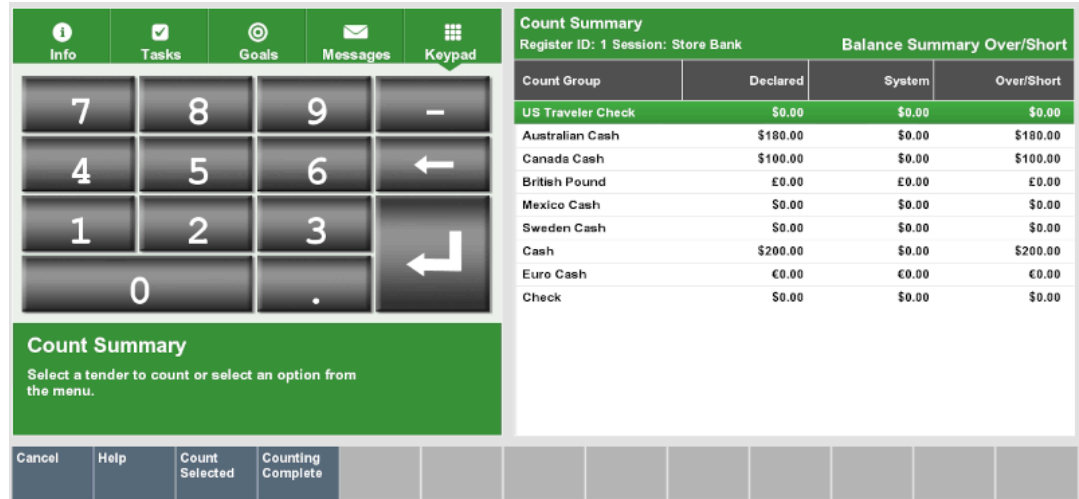 Info Tasks Goals Messages Keypad
7 8 9 –
4 5 6
1 2 3
0 .
Count Summary
Select a tender to count or select an option from
the menu.
Count Summary
Register ID: 1 Session: Store Bank Balance Summary Over/Short
Count Group Declared System Over/Short
US Traveler Check $0.00 $0.00 $0.00
Australian Cash $180.00 $0.00 $180.00
Canada Cash $100.00 $0.00 $100.00
British Pound £0.00 £0.00 £0.00
Mexico Cash $0.00 $0.00 $0.00
Sweden Cash $0.00 $0.00 $0.00
Cash $200.00 $0.00 $200.00
Euro Cash €0.00 €0.00 €0.00
Check $0.00 $0.00 $0.00
Cancel Help Count Counting
Selected Complete